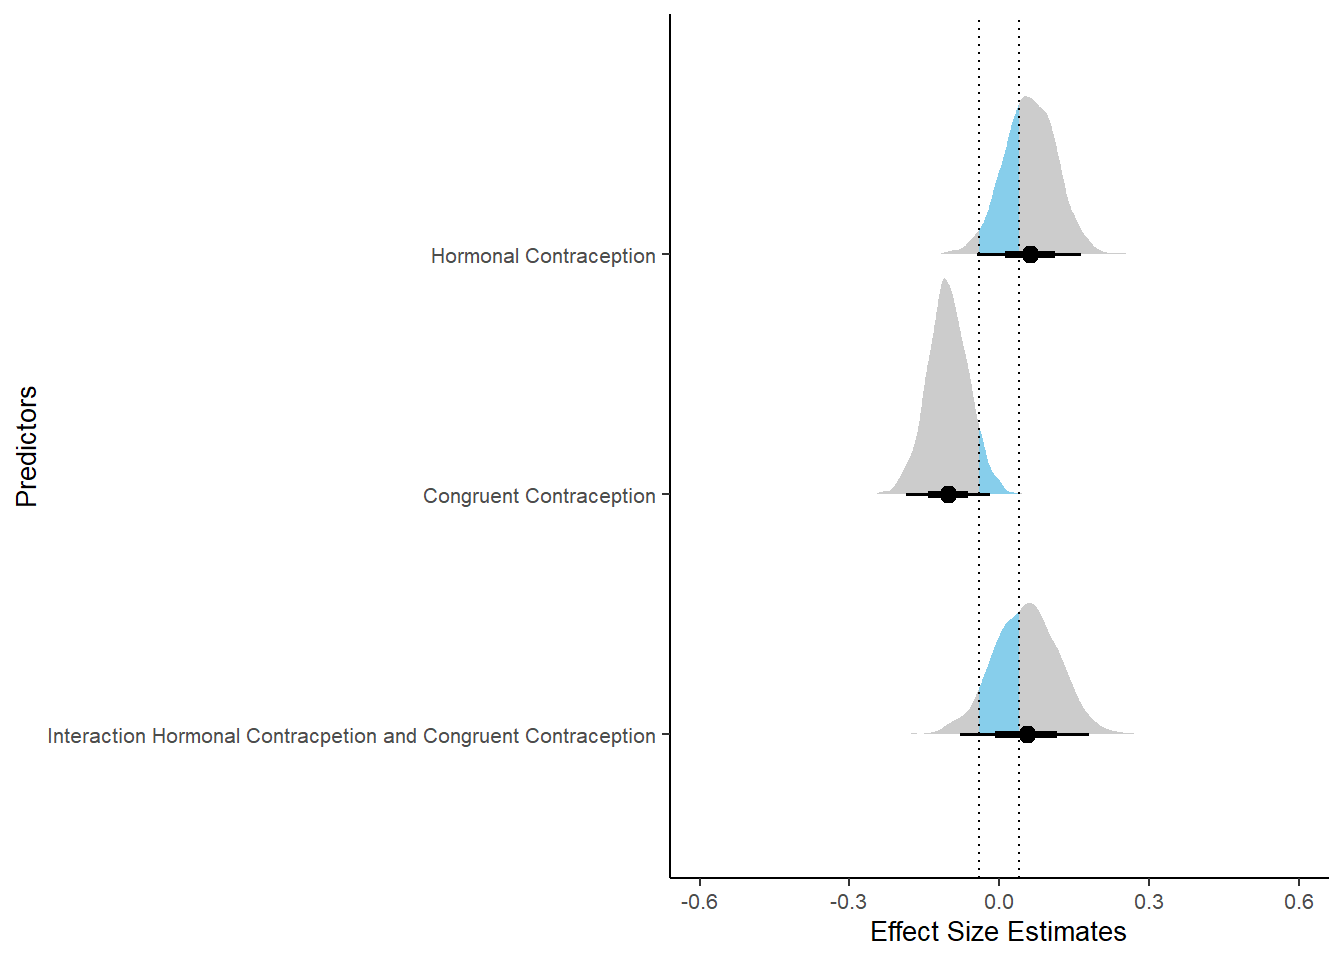 Hormonal Contraception
Congruent Contraception
Interaction Hormonal Contracpetion and Congruent Contraception
Predictors
-0.6 -0.3 0.0 0.3 0.6
Effect Size Estimates